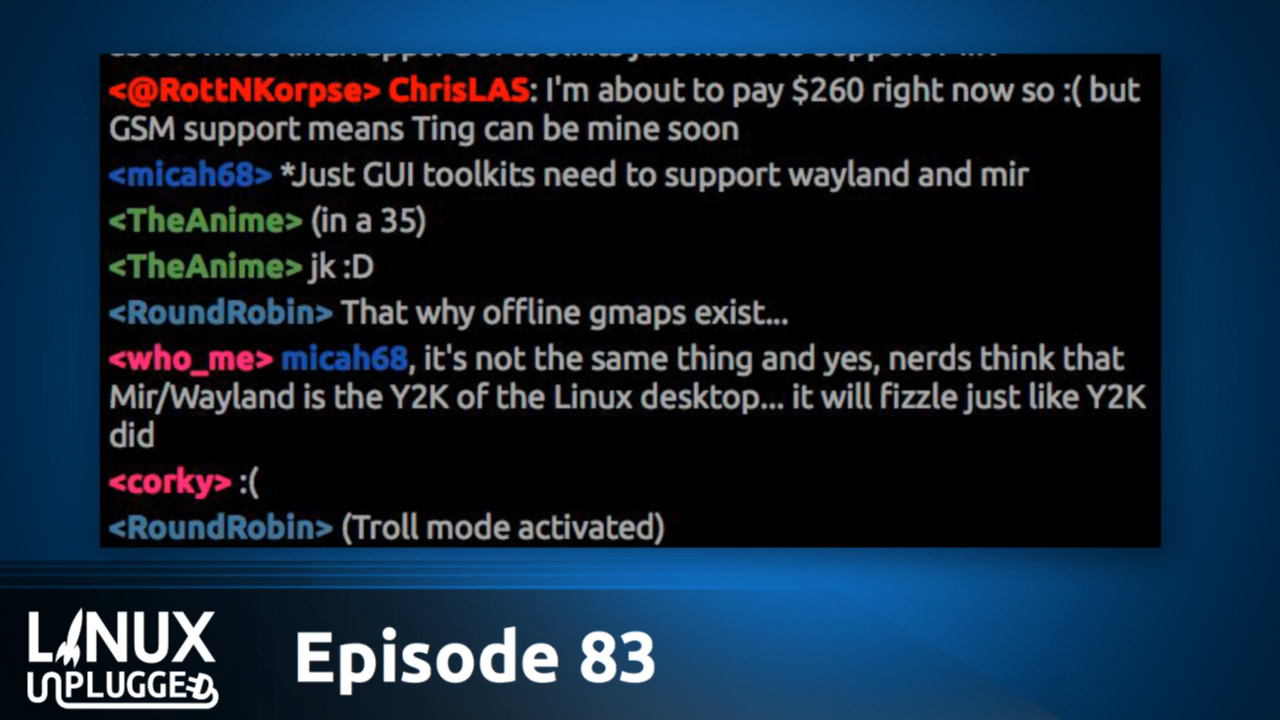 <@RottNKorpse> ChrisLAS: I'm about to pay $260 right now so :( but
GSM support means Ting can be mine soon
<micah68> *Just GUI toolkits need to support wayland and mir
<TheAnime> (in a 35)
<TheAnime> jk :D
<RoundRobin> That why offline gmaps exist...
<who_me> micah68, it's not the same thing and yes, nerds think that
Mir/Wayland is the Y2K of the Linux desktop... it will fizzle just like Y2K
did
<corky> :(
<RoundRobin> (Troll mode activated)
LINUX
UNPLUGGED
Episode 83